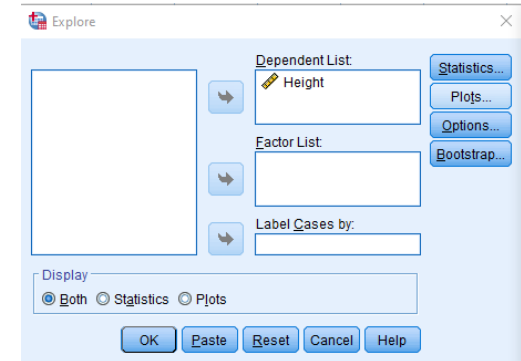 Explore
Dependent List:
Height
Statistics...
Plots...
Options...
Bootstrap...
Factor List:
Label Cases by:
Display
Both Statistics Plots
OK Paste Reset Cancel Help